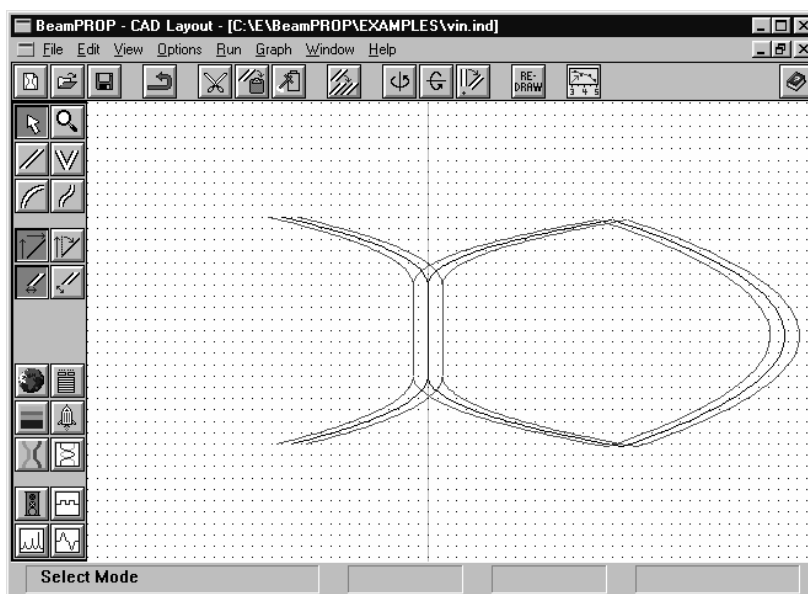 BeamPROP - CAD Layout - [C:\E\BeamPROP\EXAMPLES\vin.ind]
File Edit View Options Run Graph Window Help
RE-
DRAW
3 4 5
Select Mode